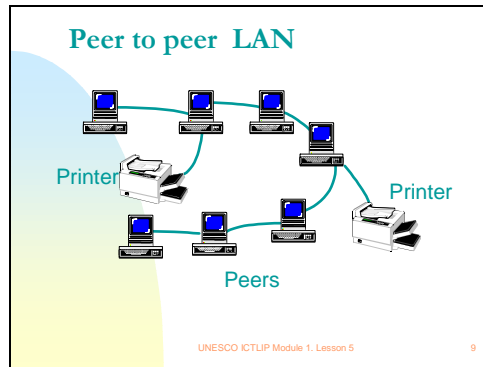 Peer to peer LAN
Printer
Printer
Peers
UNESCO ICTLIP Module 1. Lesson 5
9